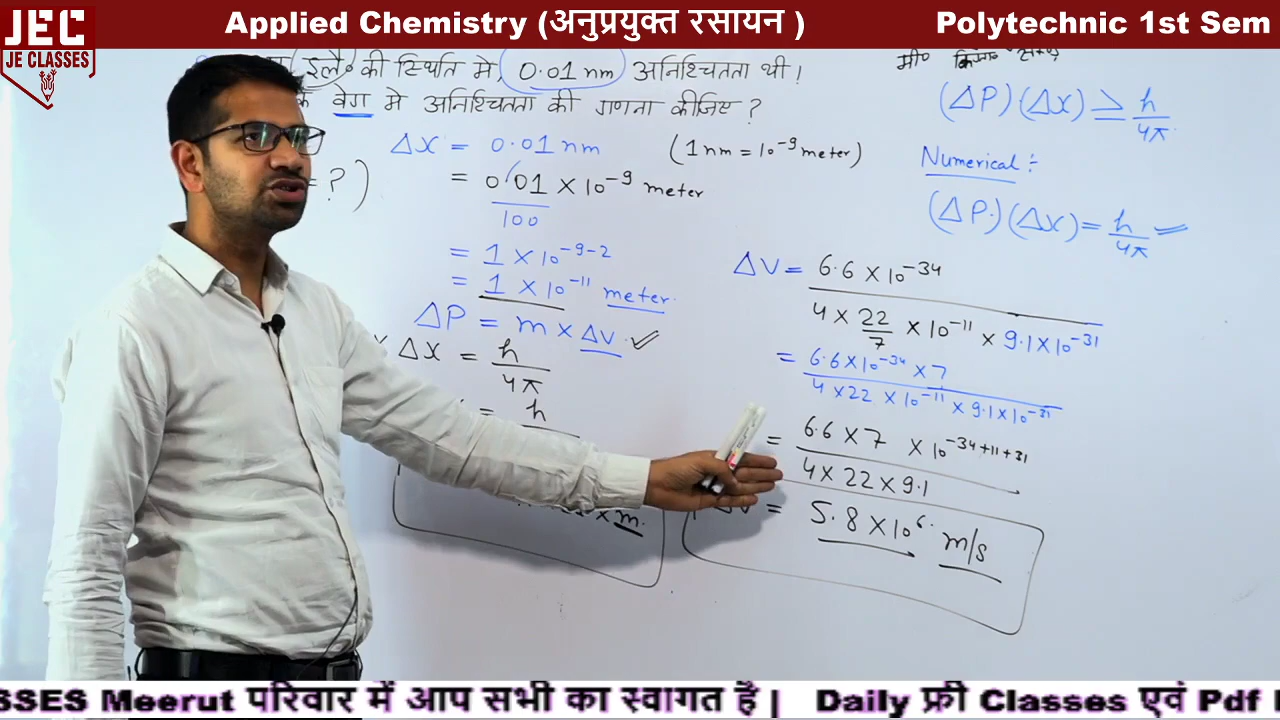 JEC
JE CLASSES
Applied Chemistry (अनुप्रयुक्त रसायन )
Polytechnic 1st Sem
इलै० की स्थिति मे, 0.01 nm अनिश्चितता थी !
के वेग मे अनिश्चितता की गणना कीजिए ?
Δx = 0.01 nm (1 nm = 10⁻⁹ meter)
= ? )
= 0.01 × 10⁻⁹ meter
100
= 1 × 10⁻⁹⁻²
= 1 × 10⁻¹¹ meter.
ΔP = m × ΔV. ✓
× Δx = h
4π
= h
× m.
मी०
(ΔP) (Δx) ≥ h
4π
Numerical :-
(ΔP.) (Δx) = h
4π
ΔV = 6.6 × 10⁻³⁴
4 × 22/7 × 10⁻¹¹ × 9.1 × 10⁻³¹
= 6.6 × 10⁻³⁴ × 7
4 × 22 × 10⁻¹¹ × 9.1 × 10⁻³¹
= 6.6 × 7 × 10⁻³⁴⁺¹¹⁺³¹
4 × 22 × 9.1
= 5.8 × 10⁶ m/s
SSES Meerut परिवार में आप सभी का स्वागत है | Daily फ्री Classes एवं Pdf